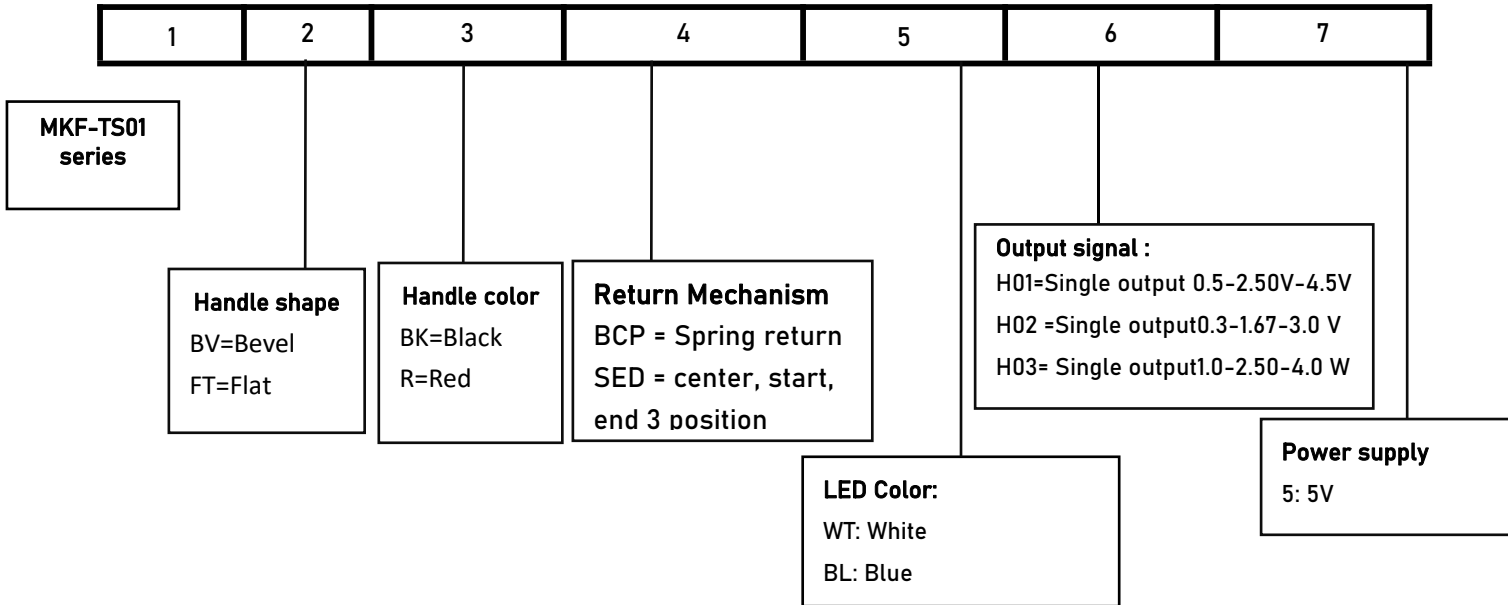 1 2 3 4 5 6 7
MKF-TS01
series
Handle shape
BV=Bevel
FT=Flat
Handle color
BK=Black
R=Red
Return Mechanism
BCP = Spring return
SED = center, start,
end 3 position
LED Color:
WT: White
BL: Blue
Output signal :
H01=Single output 0.5-2.50V-4.5V
H02 =Single output0.3-1.67-3.0 V
H03= Single output1.0-2.50-4.0 W
Power supply
5: 5V